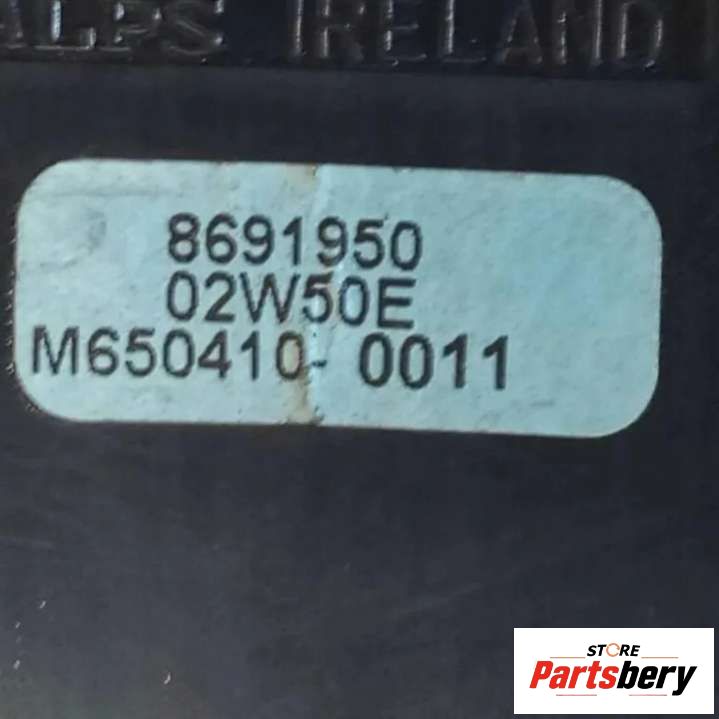 ALPS IRELAND
8691950
02W50E
M650410- 0011
STORE
Partsbery